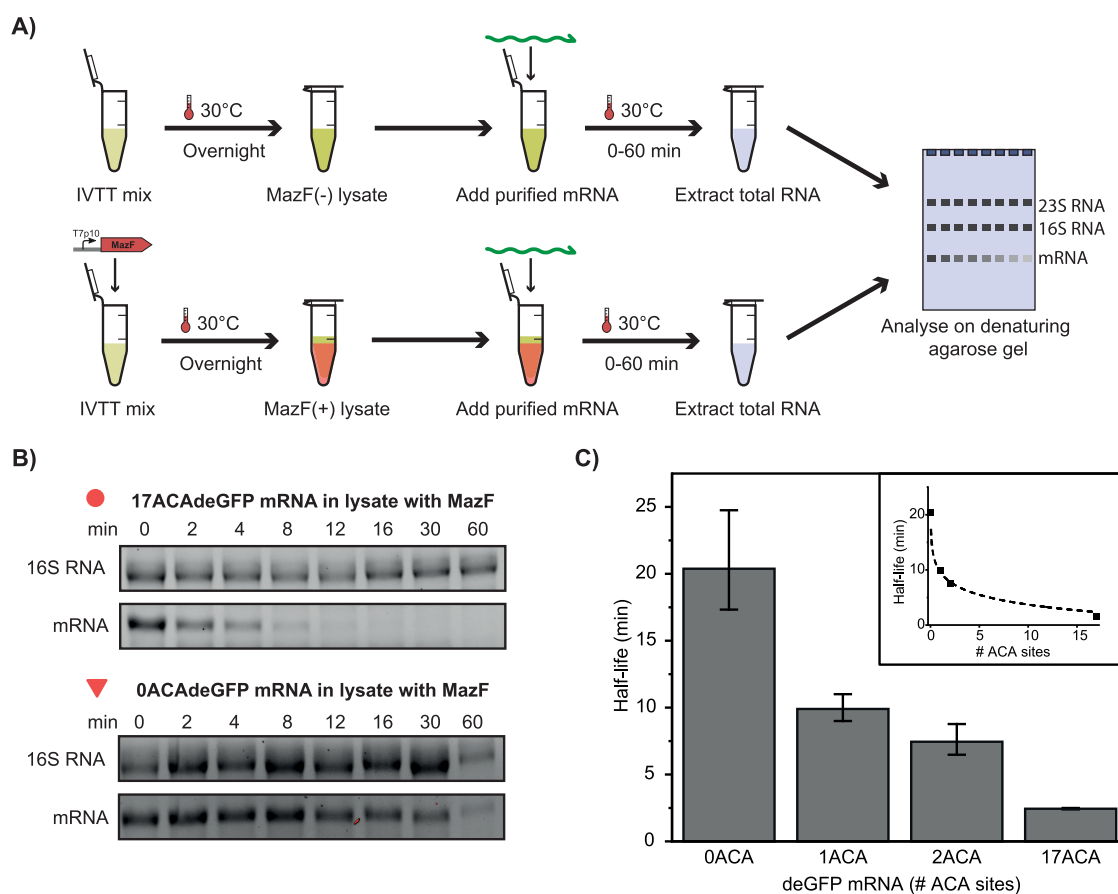 A)
30°C
Overnight
IVTT mix
MazF(-) lysate
Add purified mRNA
30°C
0-60 min
Extract total RNA
T7p10
MazF
30°C
Overnight
IVTT mix
MazF(+) lysate
Add purified mRNA
30°C
0-60 min
Extract total RNA
23S RNA
16S RNA
mRNA
Analyse on denaturing
agarose gel
B)
17ACAdeGFP mRNA in lysate with MazF
min 0 2 4 8 12 16 30 60
16S RNA
mRNA
0ACAdeGFP mRNA in lysate with MazF
min 0 2 4 8 12 16 30 60
16S RNA
mRNA
C)
Half-life (min)
25
20
15
10
5
0
0ACA 1ACA 2ACA 17ACA
deGFP mRNA (# ACA sites)
Half-life (min)
20
10
0
0 5 10 15
# ACA sites